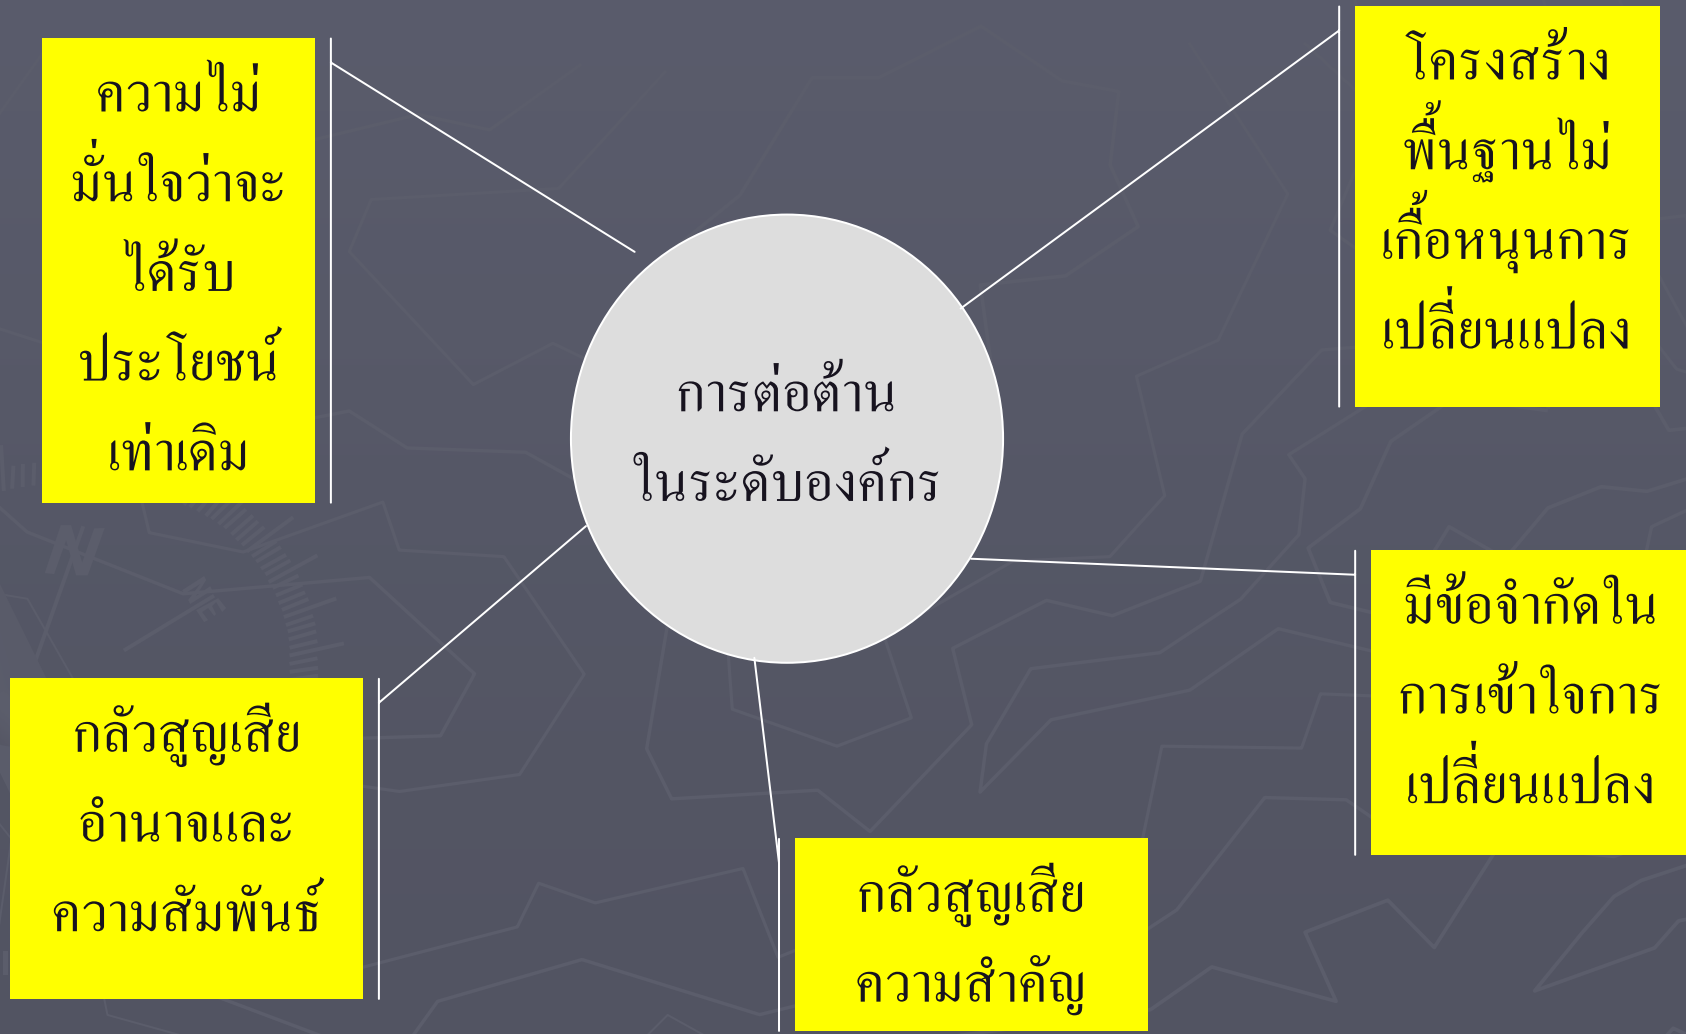 ความไม่
มั่นใจว่าจะ
ได้รับ
ประโยชน์
เท่าเดิม
โครงสร้าง
พื้นฐานไม่
เกื้อหนุนการ
เปลี่ยนแปลง
การต่อต้าน
ในระดับองค์กร
มีข้อจำกัดใน
การเข้าใจการ
เปลี่ยนแปลง
กลัวสูญเสีย
อำนาจและ
ความสัมพันธ์
กลัวสูญเสีย
ความสำคัญ
N
NE